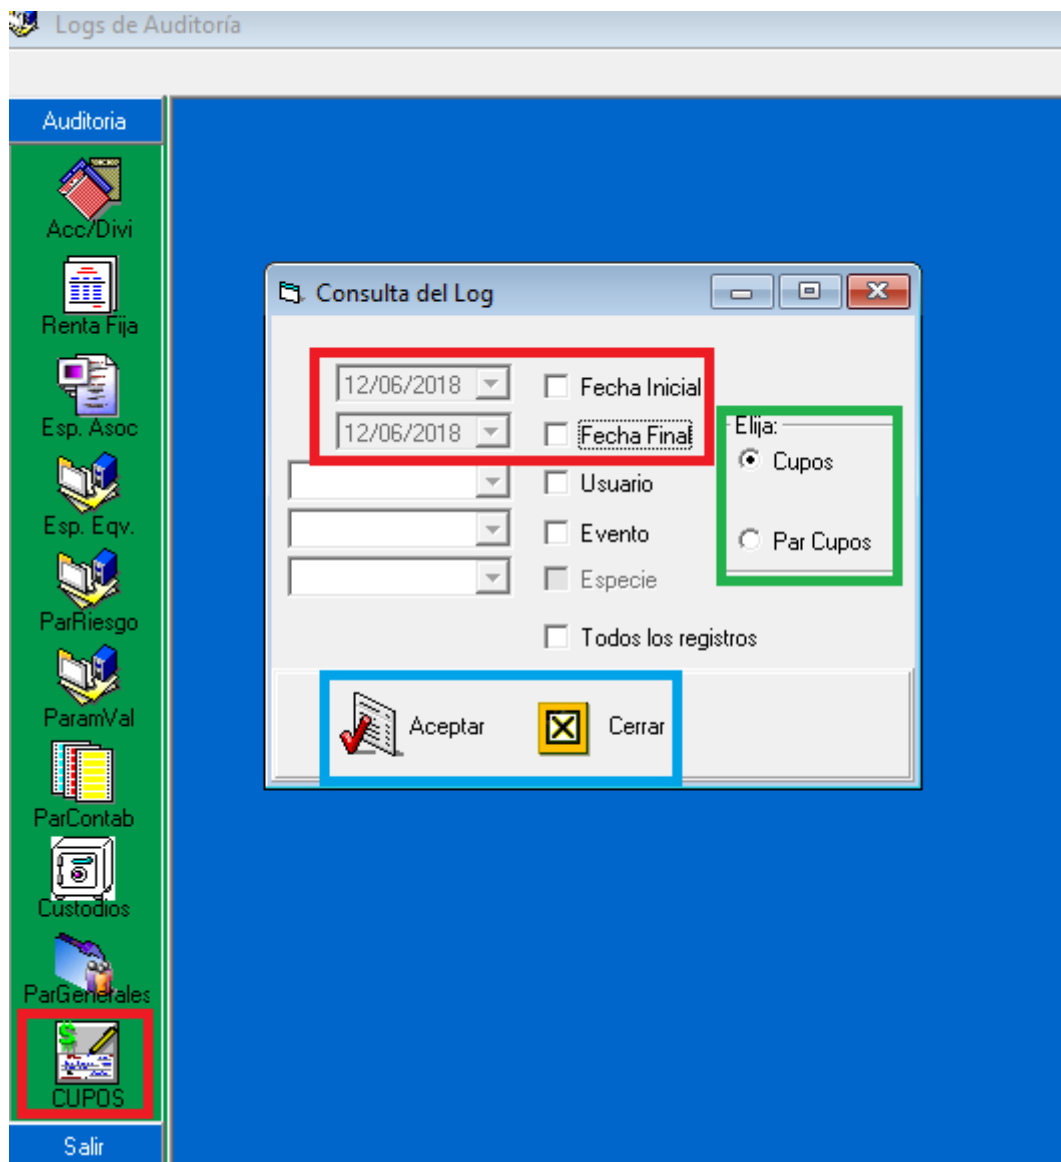 Logs de Auditoría
Auditoria
Acc/Divi
Renta Fija
Esp. Asoc
Esp. Eqv.
ParRiesgo
ParamVal
ParContab
Custodios
ParGenerales
CUPOS
Salir
Consulta del Log
12/06/2018 Fecha Inicial
12/06/2018 Fecha Final
Usuario
Evento
Especie
Todos los registros
Elija:
Cupos
Par Cupos
Aceptar Cerrar